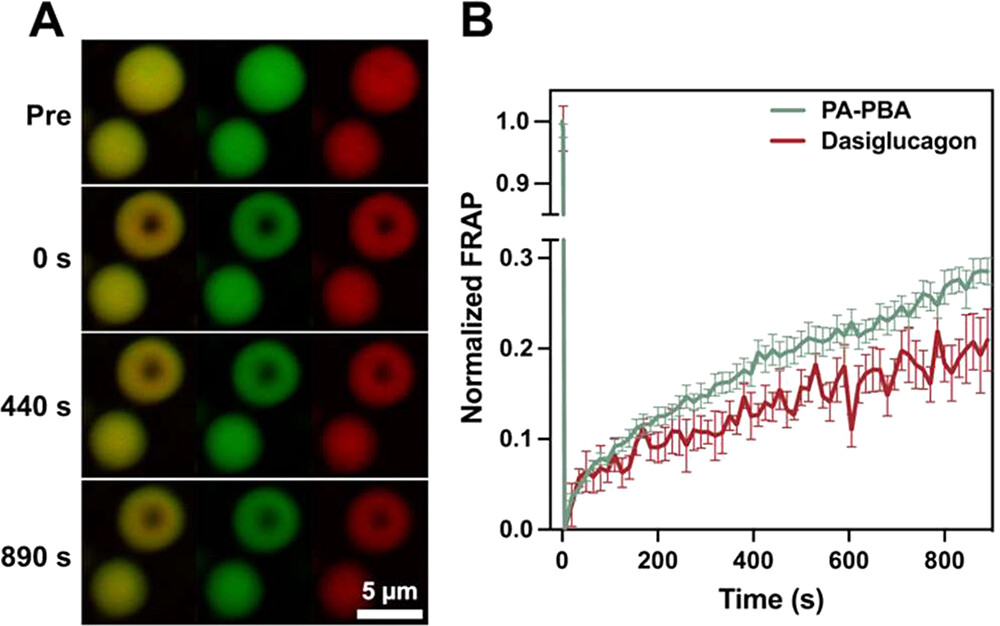 A
Pre
0 s
440 s
890 s
5 µm
B
PA-PBA
Dasiglucagon
1.0
0.9
0.3
0.2
0.1
0.0
Normalized FRAP
0
200
400
600
800
Time (s)